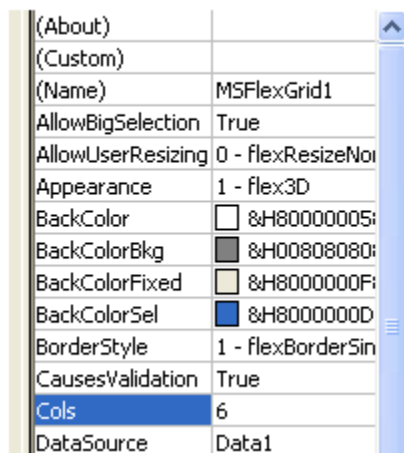 (About)
(Custom)
(Name) MSFlexGrid1
AllowBigSelection True
AllowUserResizing 0 - flexResizeNor
Appearance 1 - flex3D
BackColor &H80000005&
BackColorBkg &H00808080&
BackColorFixed &H8000000F&
BackColorSel &H8000000D
BorderStyle 1 - flexBorderSin
CausesValidation True
Cols 6
DataSource Data1